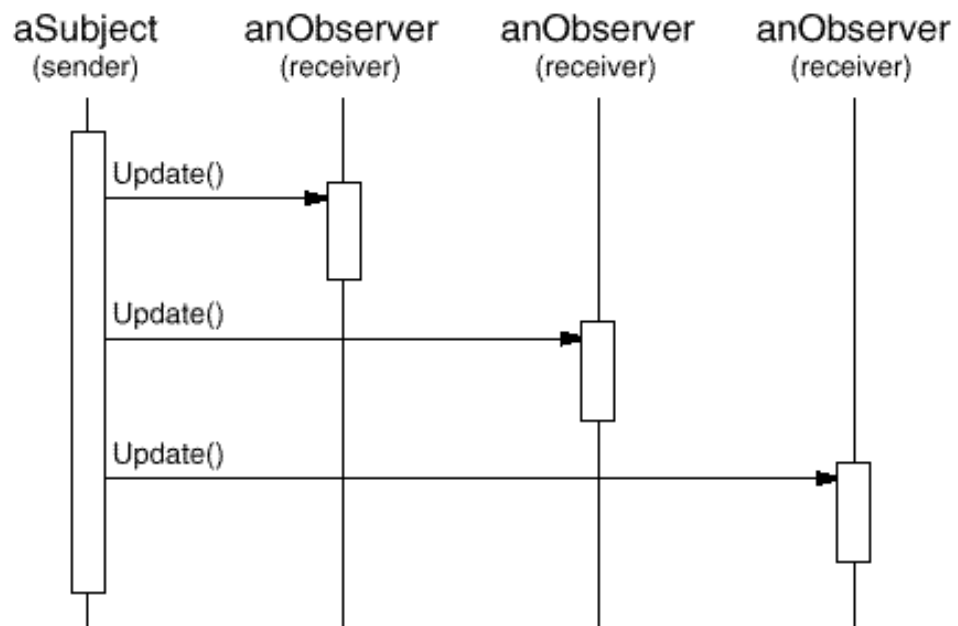 aSubject
(sender)
anObserver
(receiver)
anObserver
(receiver)
anObserver
(receiver)
Update()
Update()
Update()